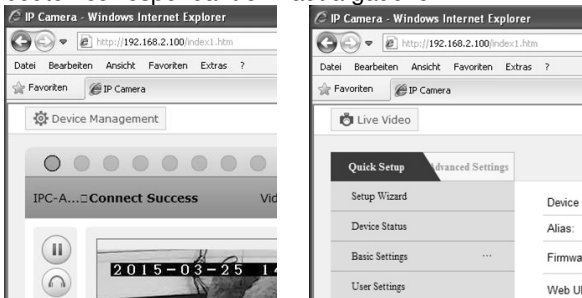 IP Camera - Windows Internet Explorer
http://192.168.2.100/index1.htm
Datei Bearbeiten Ansicht Favoriten Extras ?
Favoriten IP Camera
Device Management
IPC-A... Connect Success
2015-03-25
IP Camera - Windows Internet Explorer
http://192.168.2.100/index1.htm
Datei Bearbeiten Ansicht Favoriten Extras ?
Favoriten IP Camera
Live Video
Quick Setup Advanced Settings
Setup Wizard
Device Status
Basic Settings ...
User Settings
Device
Alias:
Firmwa
Web UI